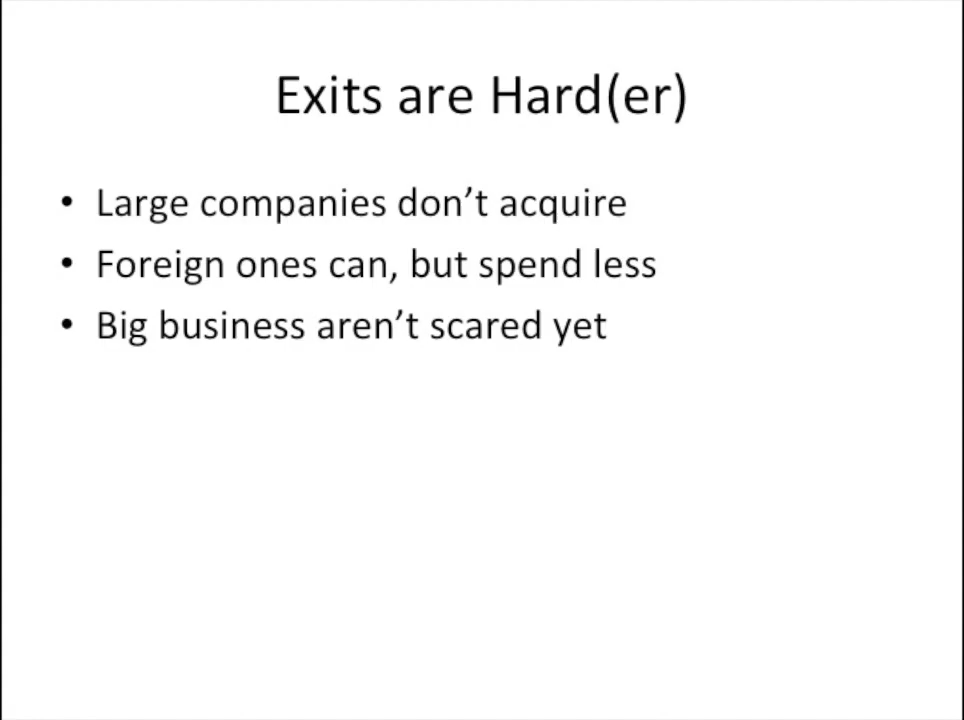 Exits are Hard(er)
• Large companies don’t acquire
• Foreign ones can, but spend less
• Big business aren’t scared yet